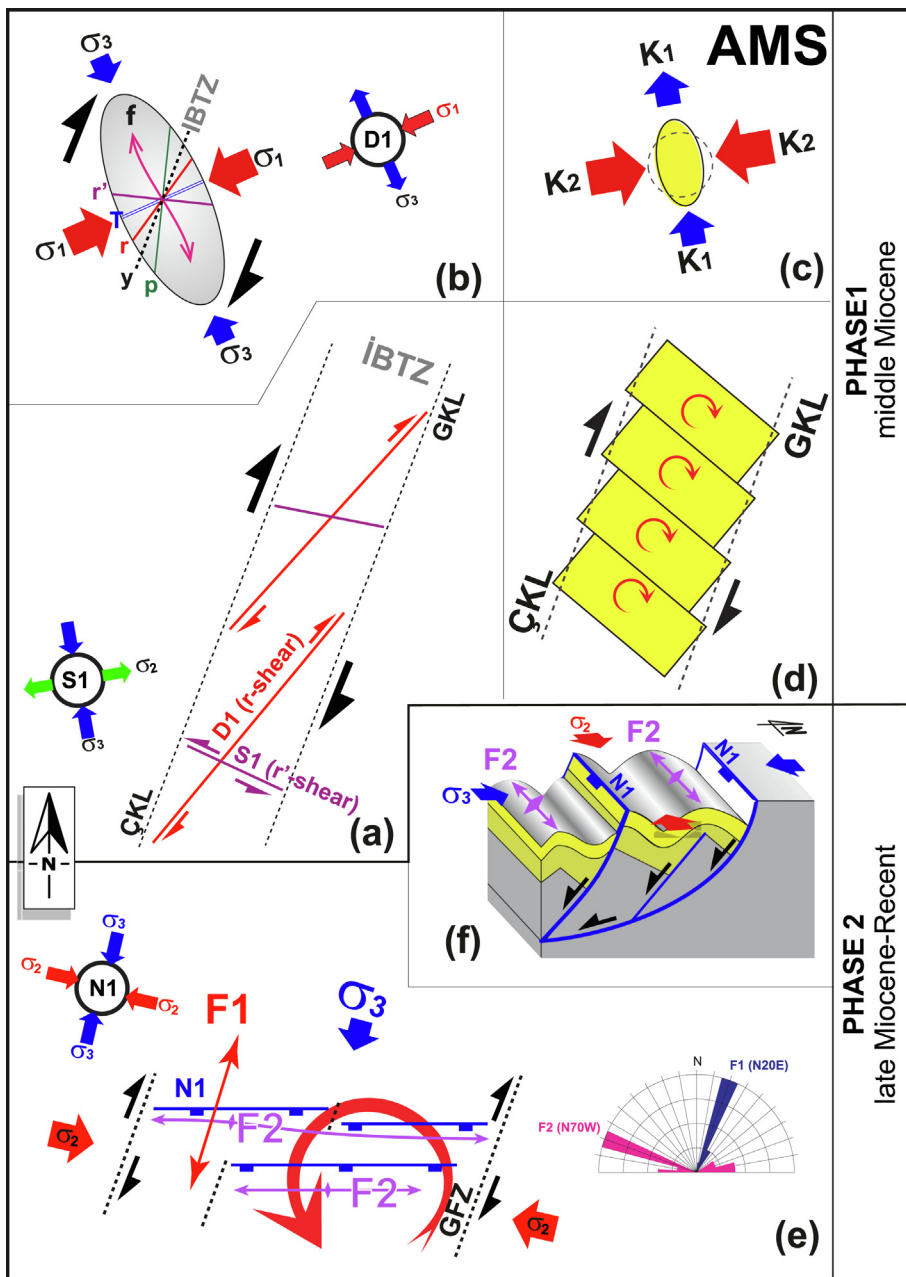 AMS
σ3
f
İBTZ
σ1
r'
T
σ1
r
y
p
σ3
(b)
σ1
D1
σ3
K1
K2
K2
K1
(c)
PHASE1
middle Miocene
İBTZ
GKL
S1
σ2
σ3
D1 (r-shear)
S1 (r'-shear)
ÇKL
(a)
GKL
ÇKL
(d)
N
σ2
F2
F2
N1
N1
σ3
N
(f)
PHASE 2
late Miocene-Recent
σ3
σ2
N1
σ2
σ3
F1
σ3
N1
F2
σ2
F2
GFZ
σ2
N
F1 (N20E)
F2 (N70W)
(e)